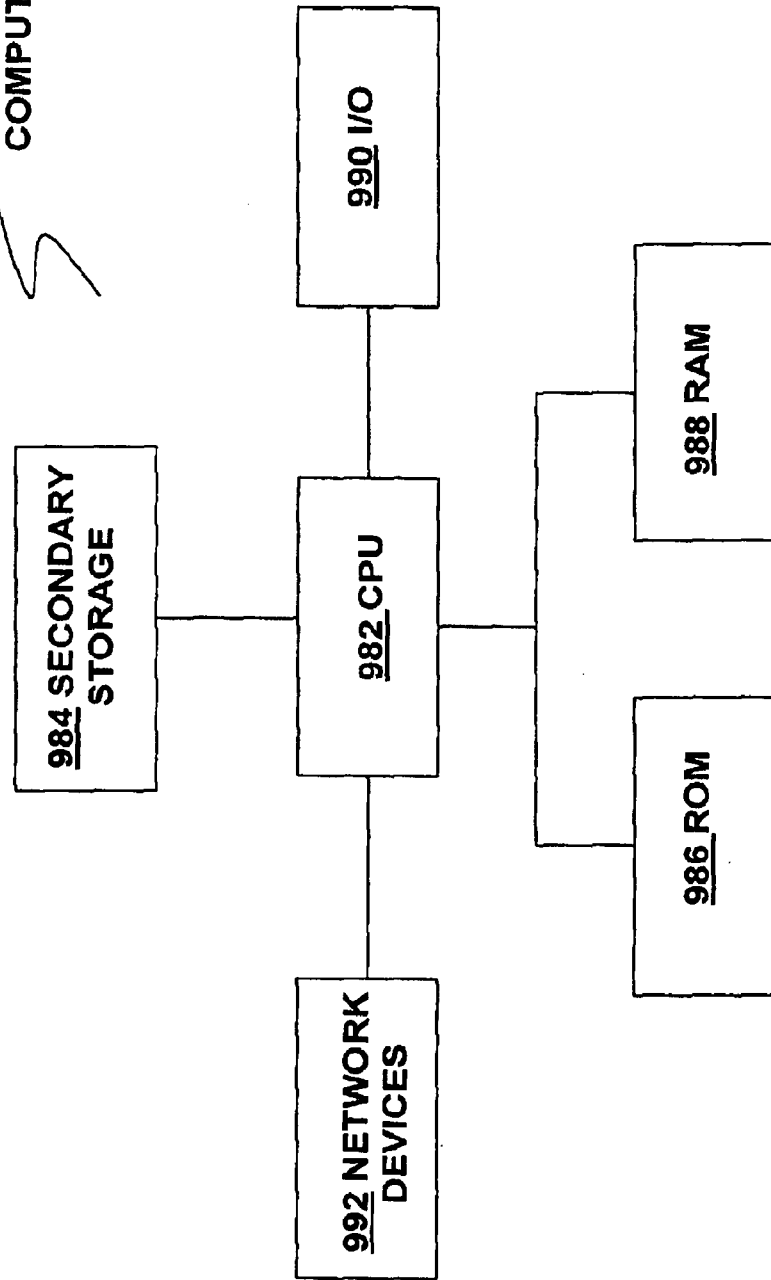 COMPUT
984 SECONDARY
STORAGE
992 NETWORK
DEVICES
982 CPU
990 I/O
986 ROM
988 RAM